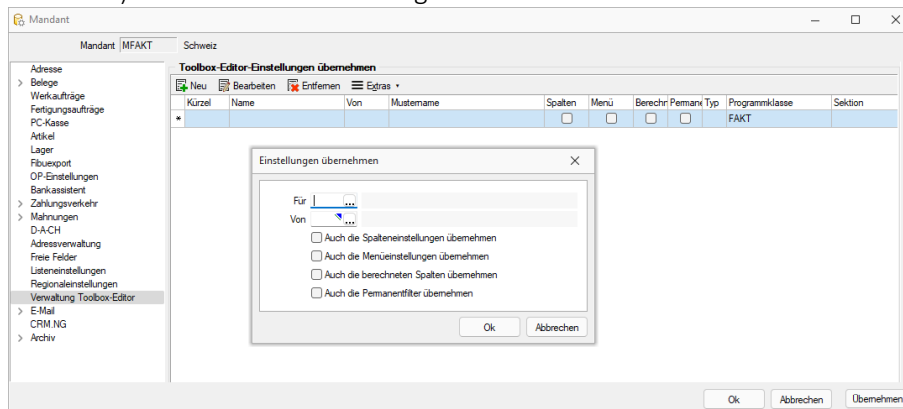 Mandant
Mandant MFAKT Schweiz
Adresse
Belege
Werkaufträge
Fertigungsaufträge
PC-Kasse
Artikel
Lager
Fibuexport
OP-Einstellungen
Bankassistent
Zahlungsverkehr
Mahnungen
D-A-CH
Adressverwaltung
Freie Felder
Listeneinstellungen
Regionaleinstellungen
Verwaltung Toolbox-Editor
E-Mail
CRM.NG
Archiv
Toolbox-Editor-Einstellungen übernehmen
Neu Bearbeiten Entfernen Extras
Kürzel Name Von Mustername Spalten Menü Berechn Permane Typ Programmklasse Sektion
* FAKT
Einstellungen übernehmen
Für ...
Von ...
Auch die Spalteneinstellungen übernehmen
Auch die Menüeinstellungen übernehmen
Auch die berechneten Spalten übernehmen
Auch die Permanentfilter übernehmen
Ok Abbrechen
Ok Abbrechen Übernehmen